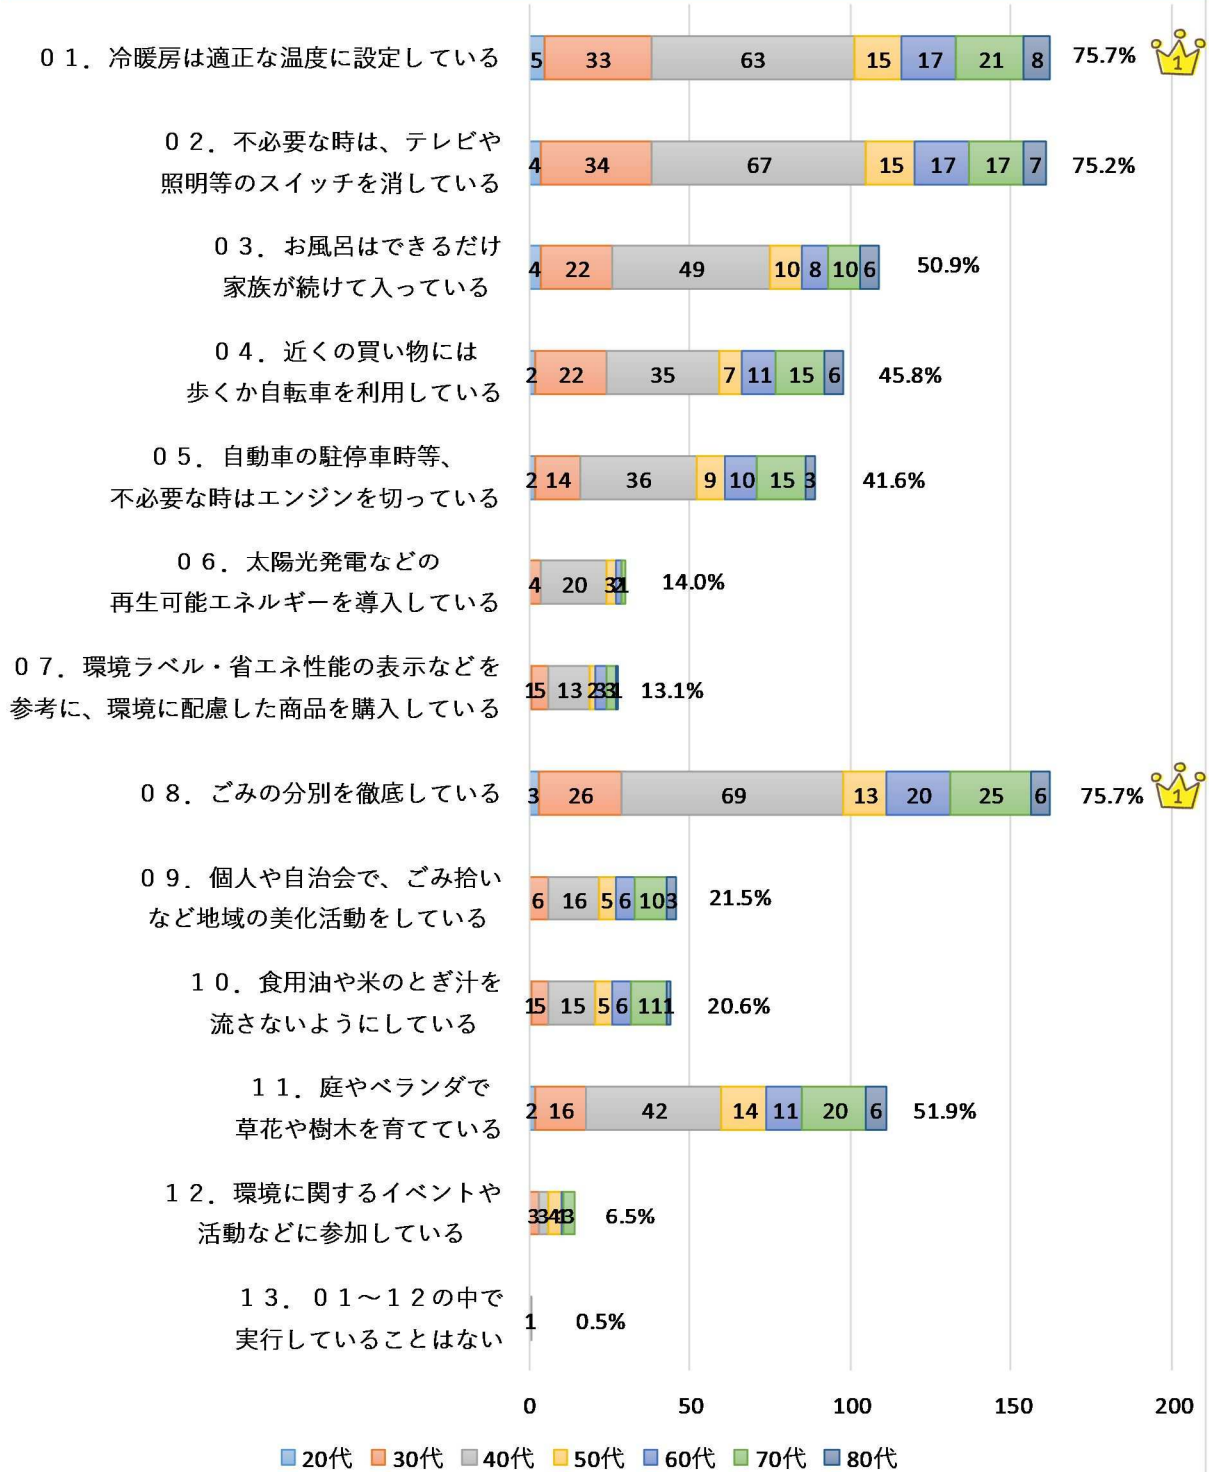 ０１．冷暖房は適正な温度に設定している
5 33 63 15 17 21 8 75.7% 1
０２．不必要な時は、テレビや
照明等のスイッチを消している
4 34 67 15 17 17 7 75.2%
０３．お風呂はできるだけ
家族が続けて入っている
4 22 49 10 8 10 6 50.9%
０４．近くの買い物には
歩くか自転車を利用している
2 22 35 7 11 15 6 45.8%
０５．自動車の駐停車時等、
不必要な時はエンジンを切っている
2 14 36 9 10 15 3 41.6%
０６．太陽光発電などの
再生可能エネルギーを導入している
4 20 3 2 1 14.0%
０７．環境ラベル・省エネ性能の表示などを
参考に、環境に配慮した商品を購入している
1 5 13 2 3 3 1 13.1%
０８．ごみの分別を徹底している
3 26 69 13 20 25 6 75.7% 1
０９．個人や自治会で、ごみ拾い
など地域の美化活動をしている
6 16 5 6 10 3 21.5%
１０．食用油や米のとぎ汁を
流さないようにしている
1 5 15 5 6 11 1 20.6%
１１．庭やベランダで
草花や樹木を育てている
2 16 42 14 11 20 6 51.9%
１２．環境に関するイベントや
活動などに参加している
3 3 4 1 3 6.5%
１３．０１～１２の中で
実行していることはない
1 0.5%
0 50 100 150 200
20代 30代 40代 50代 60代 70代 80代